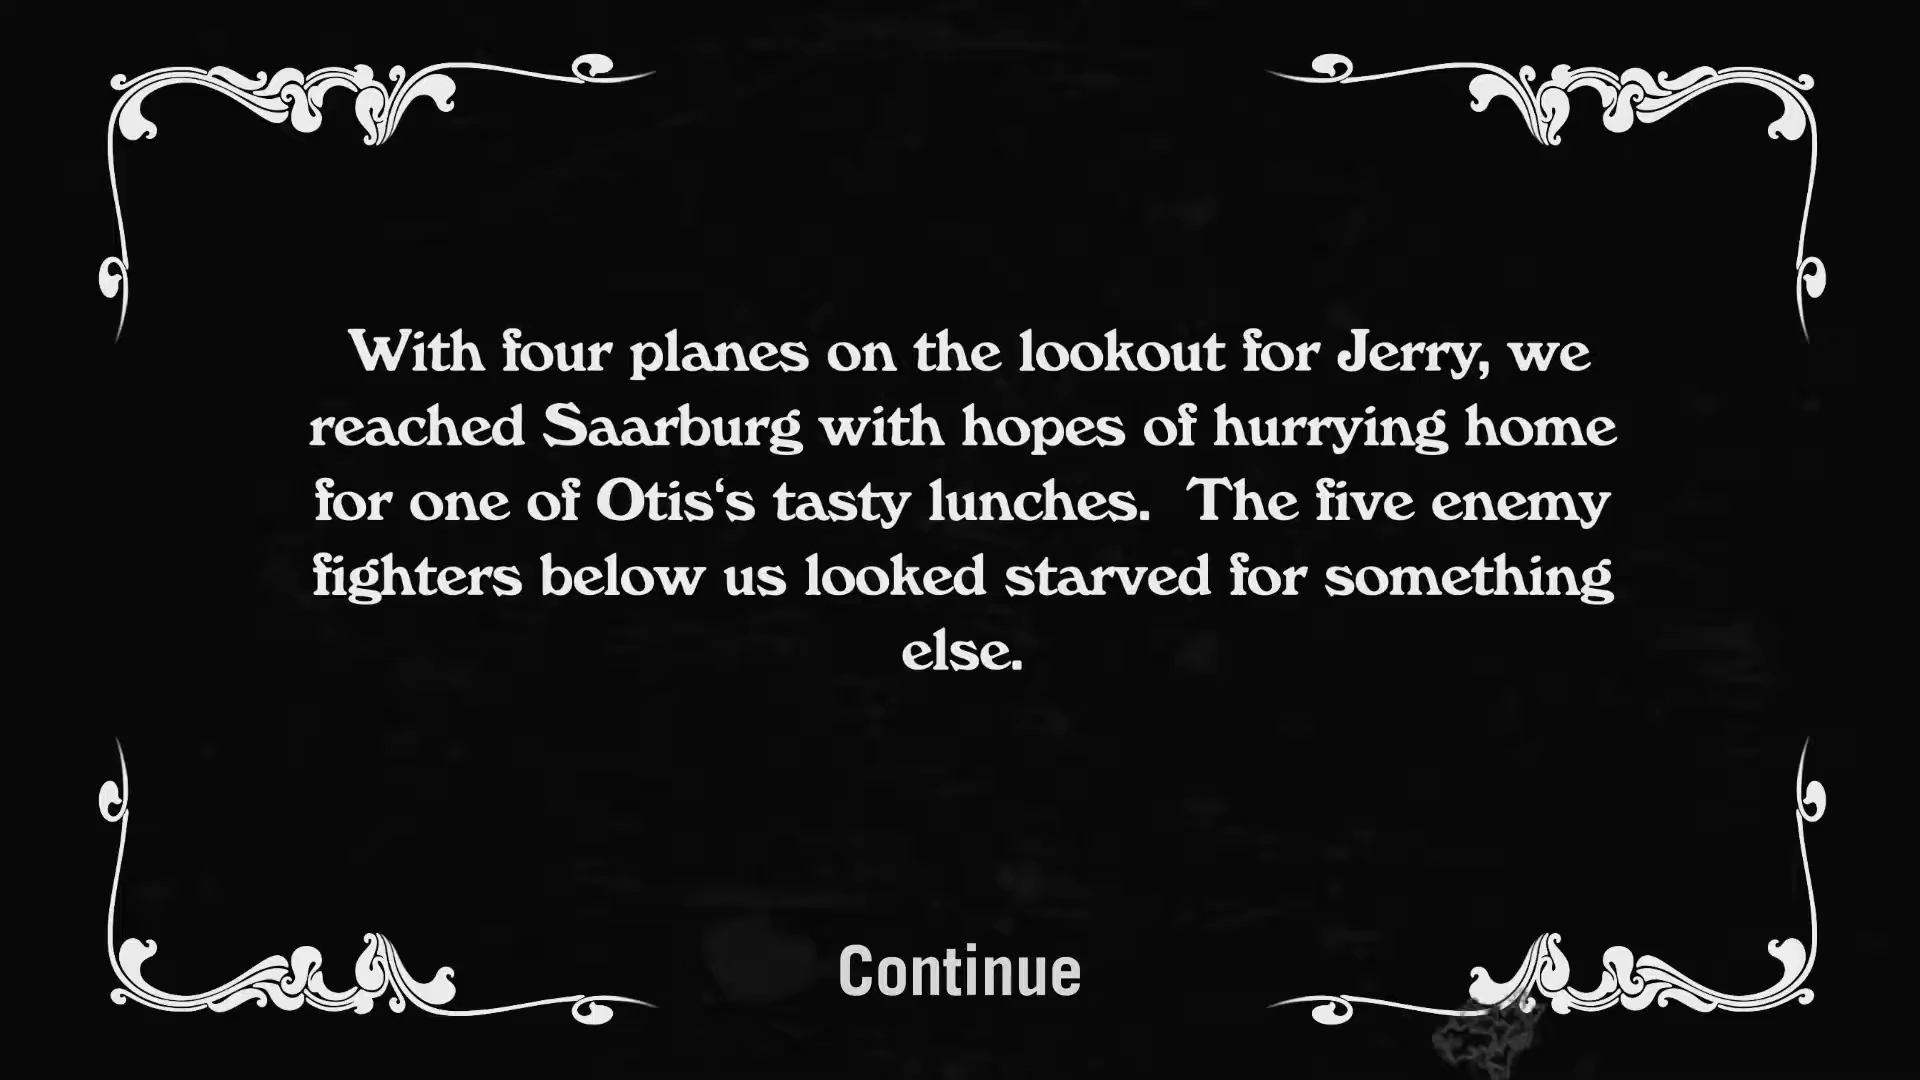 With four planes on the lookout for Jerry, we
reached Saarburg with hopes of hurrying home
for one of Otis‘s tasty lunches.  The five enemy
fighters below us looked starved for something
else.
Continue